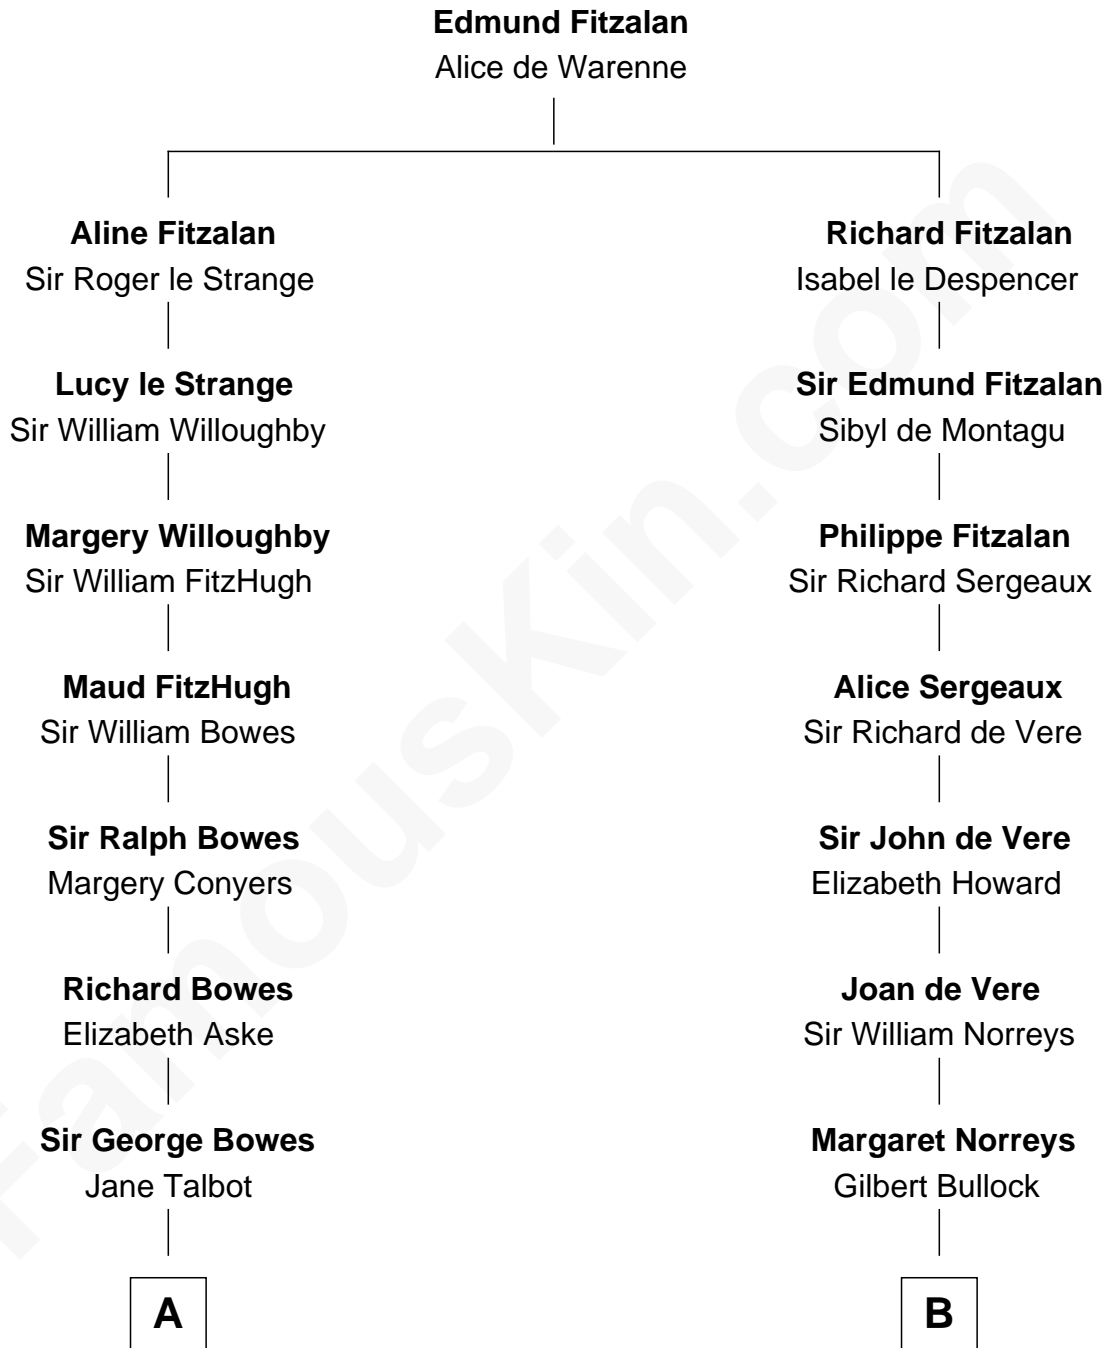 Edmund Fitzalan
Alice de Warenne
Aline Fitzalan
Sir Roger le Strange
Richard Fitzalan
Isabel le Despencer
Lucy le Strange
Sir William Willoughby
Sir Edmund Fitzalan
Sibyl de Montagu
Margery Willoughby
Sir William FitzHugh
Philippe Fitzalan
Sir Richard Sergeaux
Maud FitzHugh
Sir William Bowes
Alice Sergeaux
Sir Richard de Vere
Sir Ralph Bowes
Margery Conyers
Sir John de Vere
Elizabeth Howard
Richard Bowes
Elizabeth Aske
Joan de Vere
Sir William Norreys
Sir George Bowes
Jane Talbot
Margaret Norreys
Gilbert Bullock
A
B
FamousKin.com